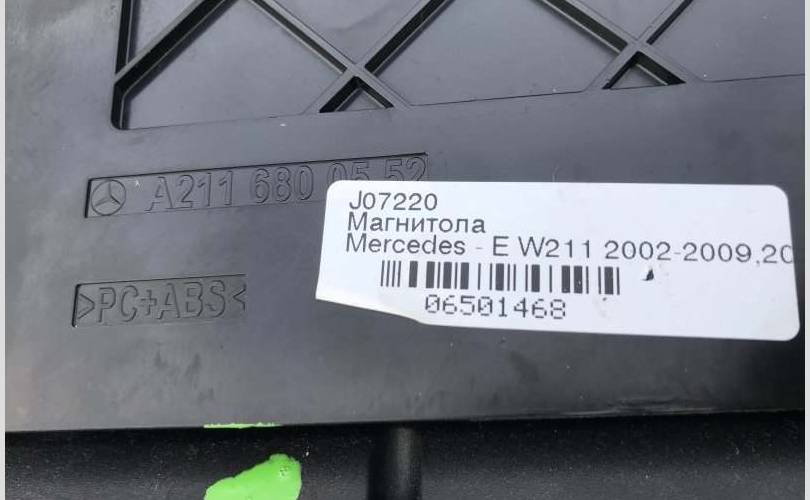 A211 680 05 52
J07220
Магнитола
Mercedes - E W211 2002-2009,20
06501468
>PC+ABS<